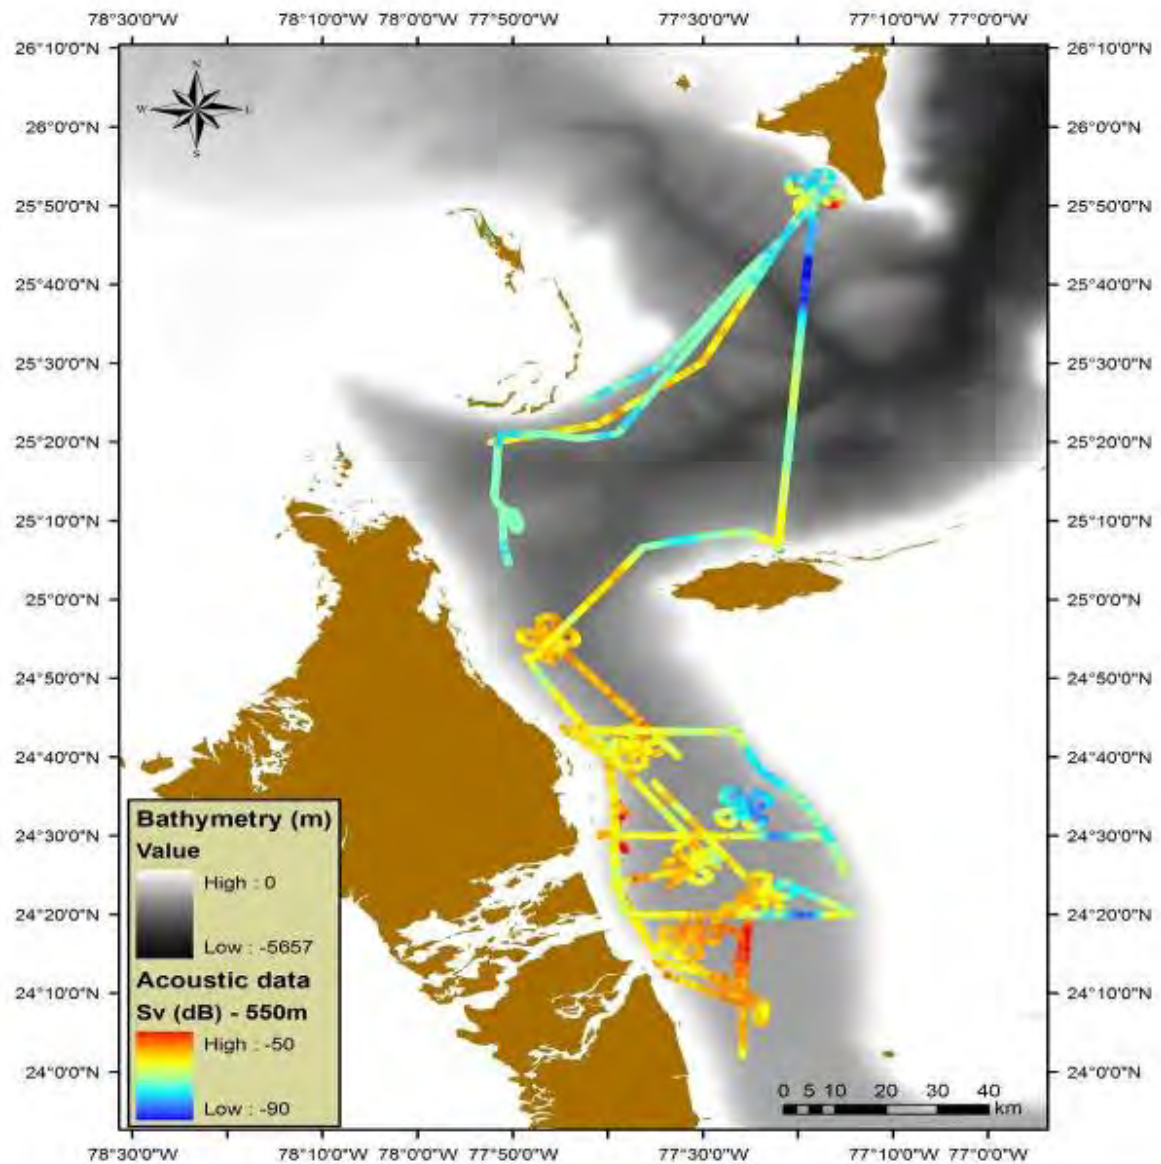 78°30'0"W 78°10'0"W 78°0'0"W 77°50'0"W 77°30'0"W 77°10'0"W 77°0'0"W
26°10'0"N 26°10'0"N
N
W E
S
26°0'0"N 26°0'0"N
25°50'0"N 25°50'0"N
25°40'0"N 25°40'0"N
25°30'0"N 25°30'0"N
25°20'0"N 25°20'0"N
25°10'0"N 25°10'0"N
25°0'0"N 25°0'0"N
24°50'0"N 24°50'0"N
24°40'0"N 24°40'0"N
24°30'0"N 24°30'0"N
24°20'0"N 24°20'0"N
24°10'0"N 24°10'0"N
24°0'0"N 24°0'0"N
Bathymetry (m)
Value
High : 0
Low : -5657
Acoustic data
Sv (dB) - 550m
High : -50
Low : -90
0 5 10 20 30 40
km
78°30'0"W 78°10'0"W 78°0'0"W 77°50'0"W 77°30'0"W 77°10'0"W 77°0'0"W